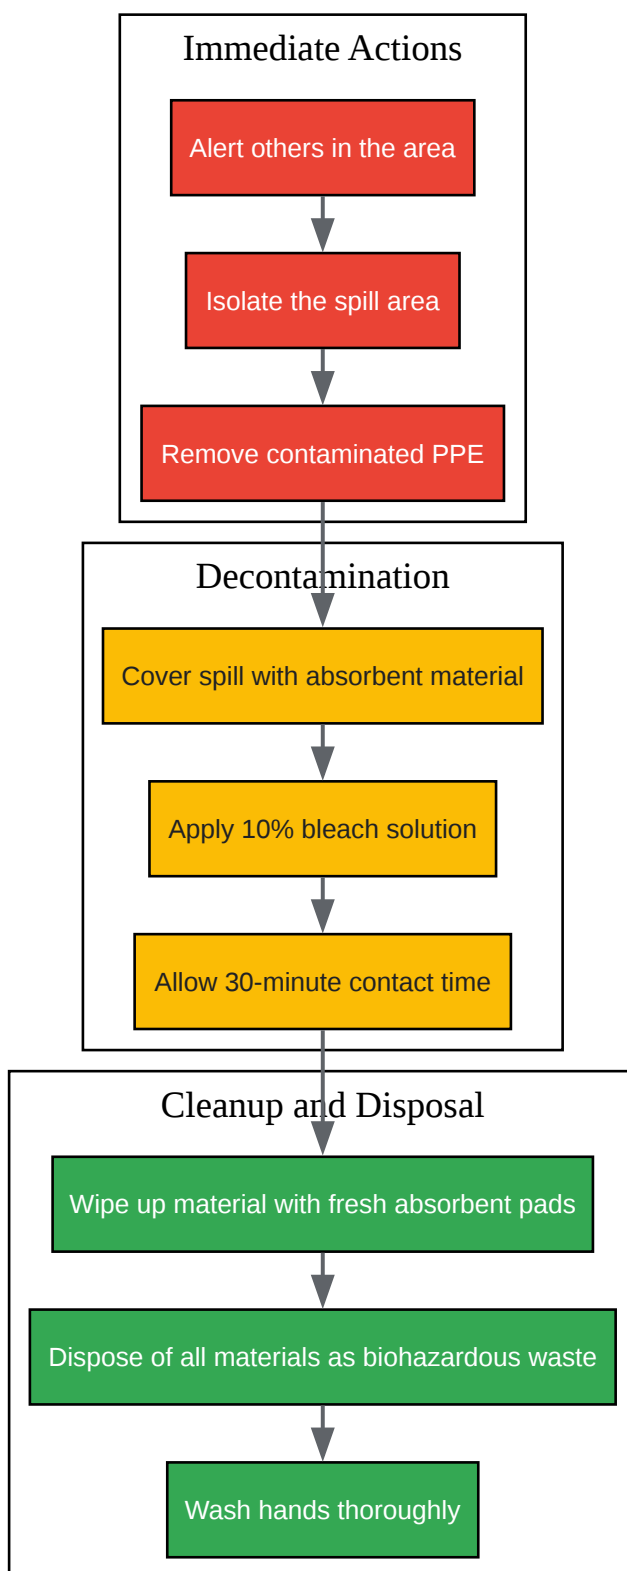 Immediate Actions
Alert others in the area
Isolate the spill area
Remove contaminated PPE
Decontamination
Cover spill with absorbent material
Apply 10% bleach solution
Allow 30-minute contact time
Cleanup and Disposal
Wipe up material with fresh absorbent pads
Dispose of all materials as biohazardous waste
Wash hands thoroughly